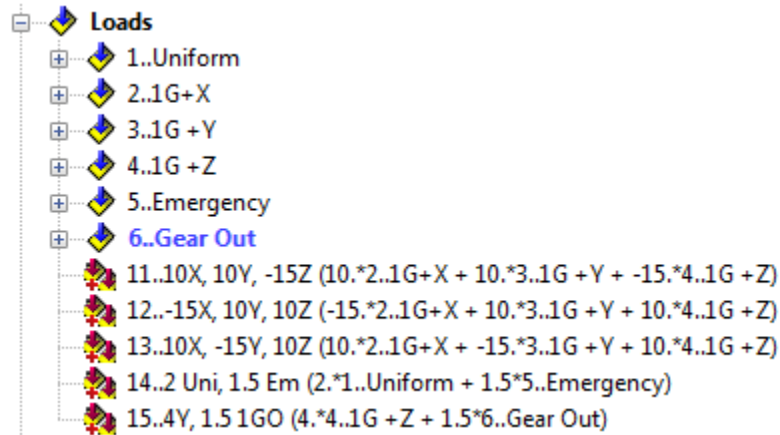 Loads
1..Uniform
2..1G+X
3..1G +Y
4..1G +Z
5..Emergency
6..Gear Out
11..10X, 10Y, -15Z (10.*2..1G+X + 10.*3..1G +Y + -15.*4..1G +Z)
12..-15X, 10Y, 10Z (-15.*2..1G+X + 10.*3..1G +Y + 10.*4..1G +Z)
13..10X, -15Y, 10Z (10.*2..1G+X + -15.*3..1G +Y + 10.*4..1G +Z)
14..2 Uni, 1.5 Em (2.*1..Uniform + 1.5*5..Emergency)
15..4Y, 1.5 1GO (4.*4..1G +Z + 1.5*6..Gear Out)